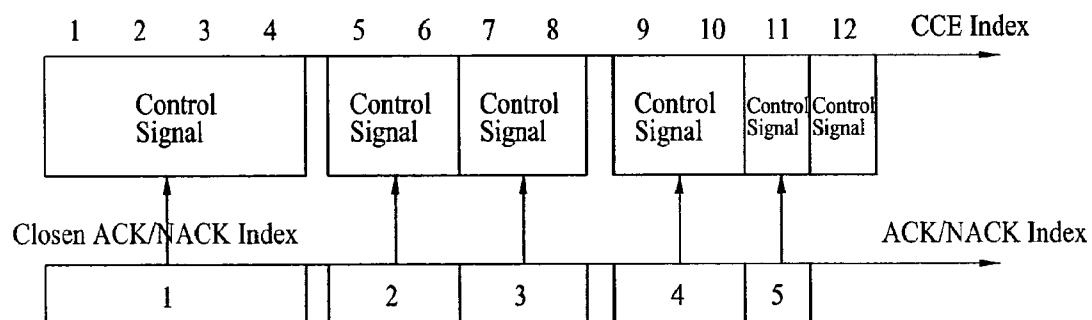 1 2 3 4 5 6 7 8 9 10 11 12 CCE Index
Control Signal
Control Signal
Control Signal
Control Signal
Control Signal
Control Signal
Closen ACK/NACK Index
ACK/NACK Index
1 2 3 4 5